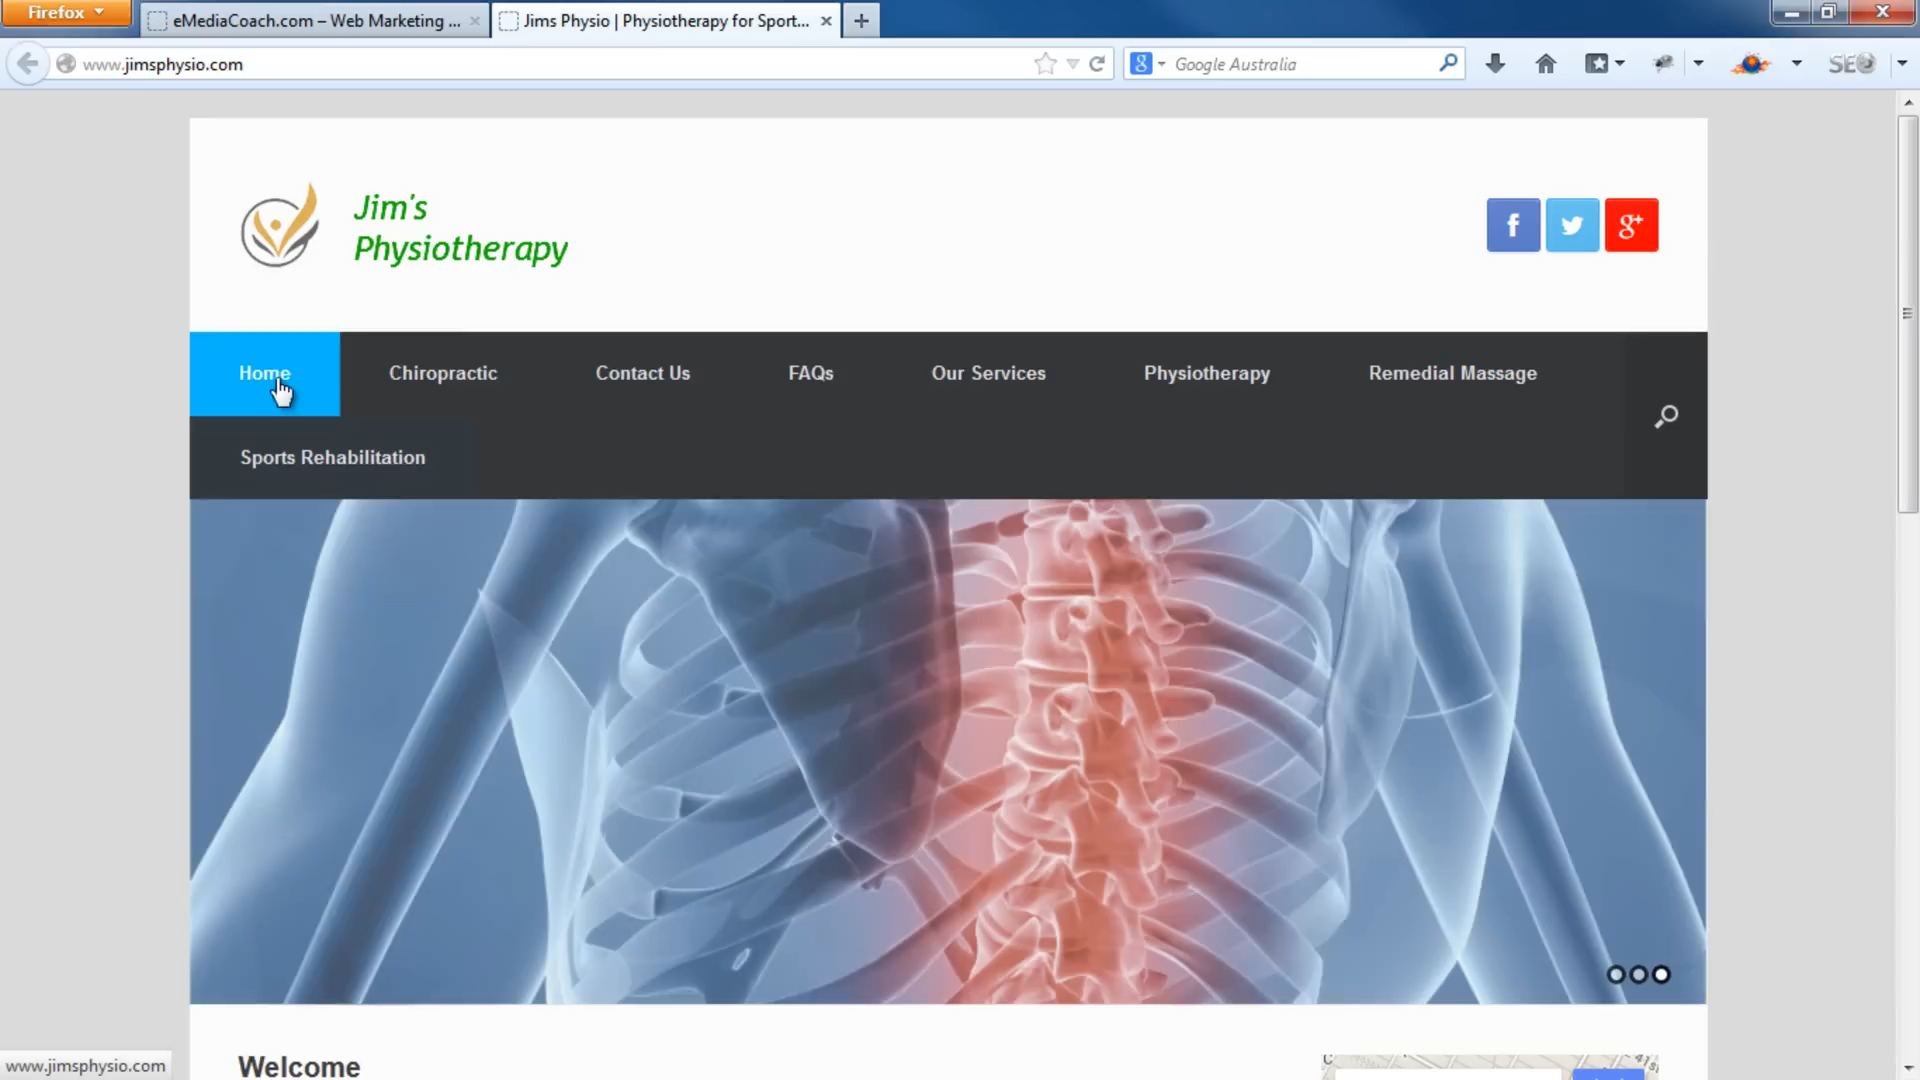 Firefox
eMediaCoach.com – Web Marketing ...
Jims Physio | Physiotherapy for Sport...
www.jimsphysio.com
Google Australia
SEO
Jim's
Physiotherapy
Home
Chiropractic
Contact Us
FAQs
Our Services
Physiotherapy
Remedial Massage
Sports Rehabilitation
Welcome
www.jimsphysio.com